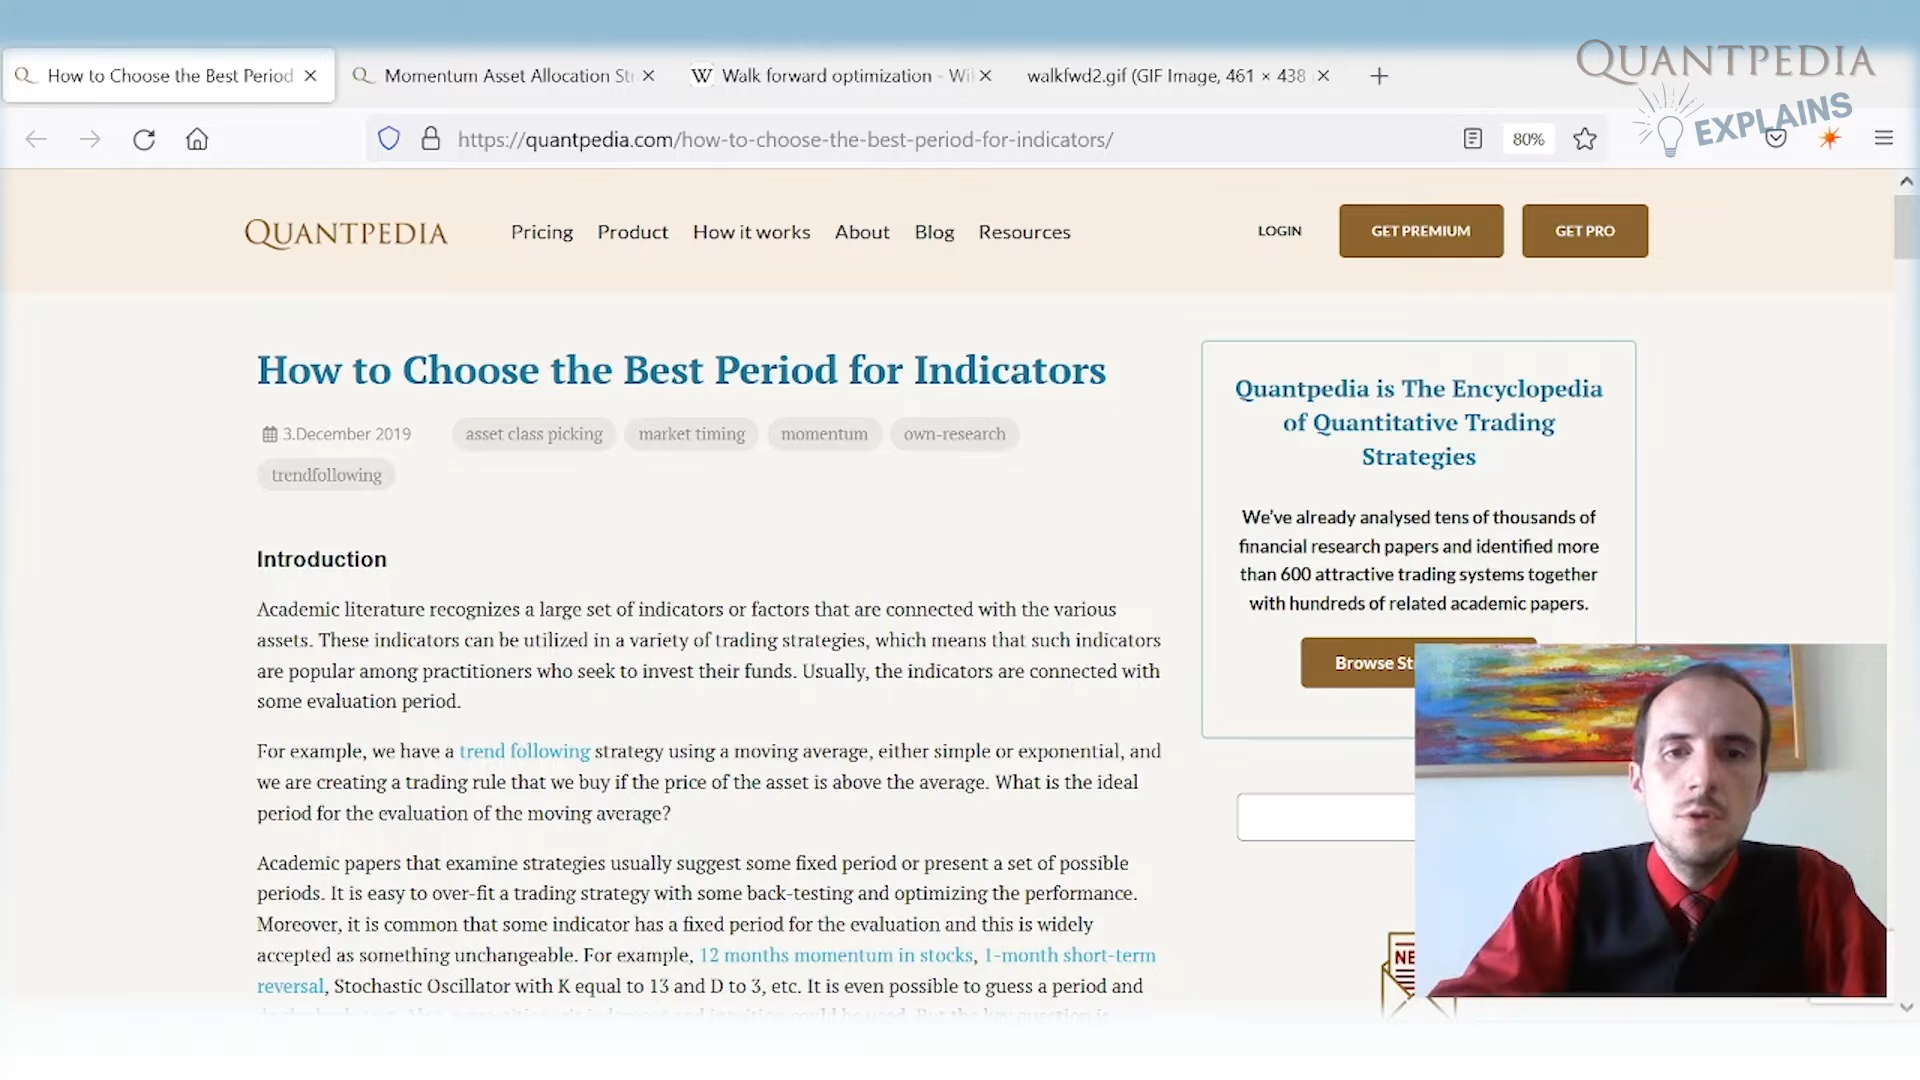 How to Choose the Best Period
Momentum Asset Allocation Str
Walk forward optimization - Wil
walkfwd2.gif (GIF Image, 461 × 438
QUANTPEDIA
EXPLAINS
https://quantpedia.com/how-to-choose-the-best-period-for-indicators/
80%
QUANTPEDIA
Pricing
Product
How it works
About
Blog
Resources
LOGIN
GET PREMIUM
GET PRO
How to Choose the Best Period for Indicators
3.December 2019
asset class picking
market timing
momentum
own-research
trendfollowing
Introduction
Academic literature recognizes a large set of indicators or factors that are connected with the various
assets. These indicators can be utilized in a variety of trading strategies, which means that such indicators
are popular among practitioners who seek to invest their funds. Usually, the indicators are connected with
some evaluation period.
For example, we have a trend following strategy using a moving average, either simple or exponential, and
we are creating a trading rule that we buy if the price of the asset is above the average. What is the ideal
period for the evaluation of the moving average?
Academic papers that examine strategies usually suggest some fixed period or present a set of possible
periods. It is easy to over-fit a trading strategy with some back-testing and optimizing the performance.
Moreover, it is common that some indicator has a fixed period for the evaluation and this is widely
accepted as something unchangeable. For example, 12 months momentum in stocks, 1-month short-term
reversal, Stochastic Oscillator with K equal to 13 and D to 3, etc. It is even possible to guess a period and
Quantpedia is The Encyclopedia
of Quantitative Trading
Strategies
We've already analysed tens of thousands of
financial research papers and identified more
than 600 attractive trading systems together
with hundreds of related academic papers.
Browse St
NE